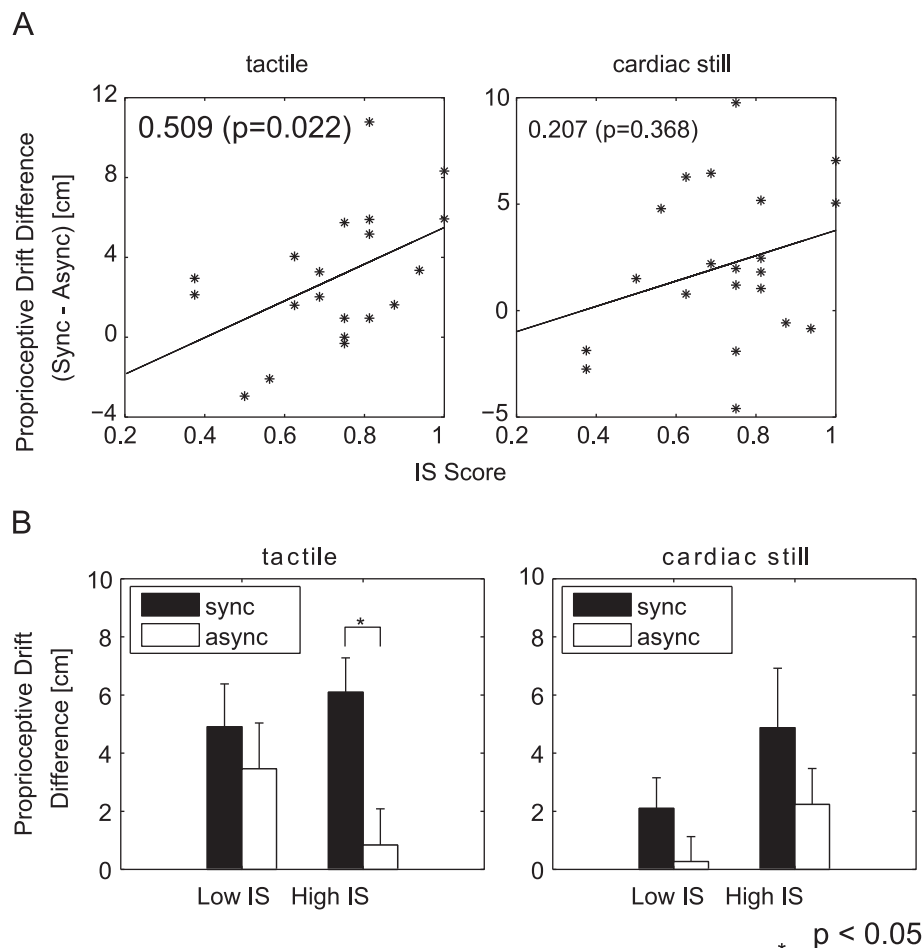 A
tactile
cardiac still
Proprioceptive Drift Difference
(Sync - Async) [cm]
12
8
4
0
−4
0.509 (p=0.022)
0.2 0.4 0.6 0.8 1
10
5
0
−5
0.207 (p=0.368)
0.2 0.4 0.6 0.8 1
IS Score
B
tactile
cardiac still
Proprioceptive Drift
Difference [cm]
10
8
6
4
2
0
sync
async
*
Low IS High IS
10
8
6
4
2
0
sync
async
Low IS High IS
* p < 0.05